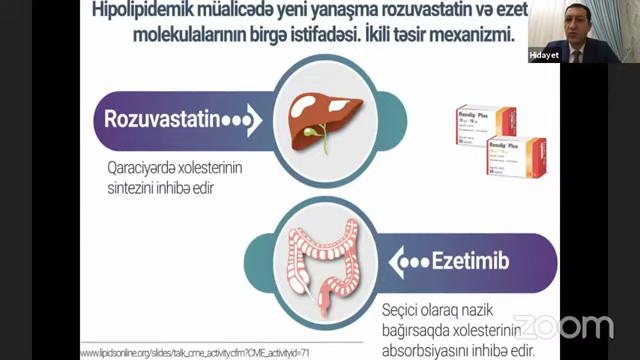 Hipolipidemik müalicədə yeni yanaşma rozuvastatin və ezet
molekulalarının birgə istifadəsi. İkili təsir mexanizmi.
Hidayet
Rozuvastatin
Qaraciyərdə xolesterinin
sintezini inhibə edir
Rosulip Plus
Rosulip Plus
Ezetimib
Seçici olaraq nazik
bağırsaqda xolesterinin
absorbsiyasını inhibə edir.
zoom
www.lipidsonline.org/slides/talk_cme_activity.cfm?CME_activityid=71